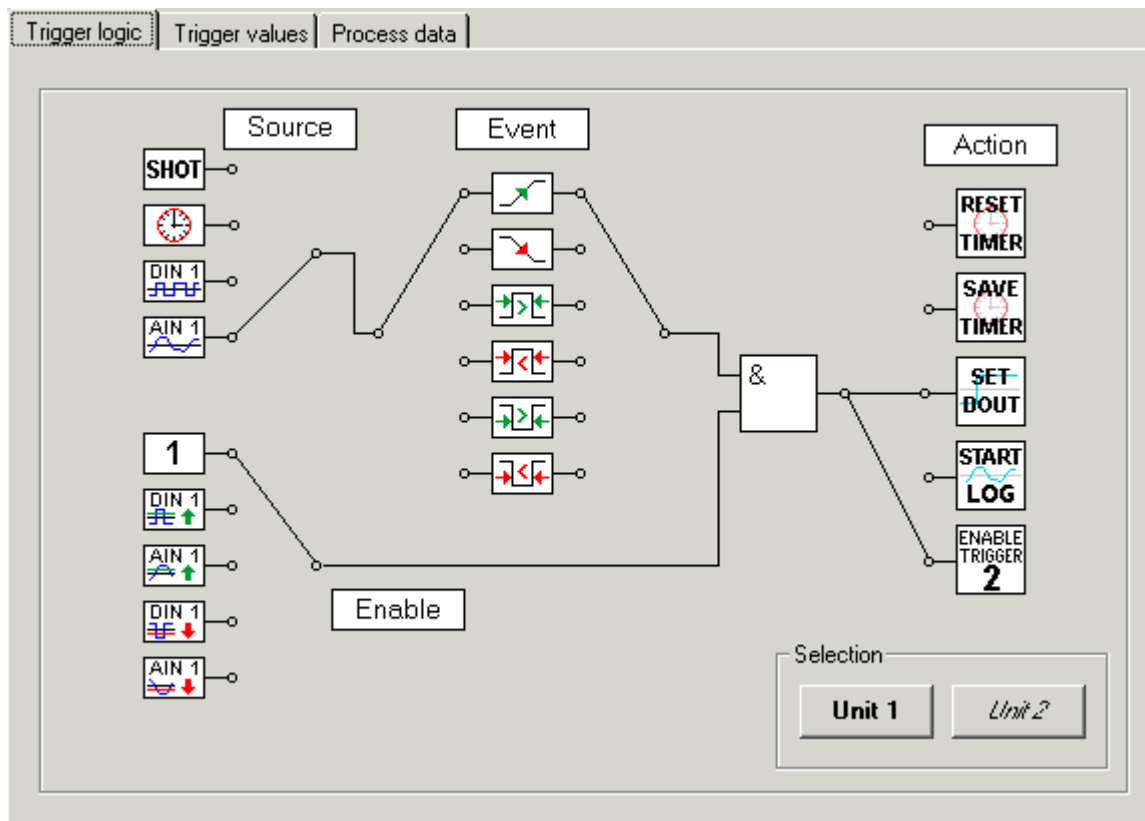 Trigger logic
Trigger values
Process data
Source
Event
Action
SHOT
DIN 1
AIN 1
1
DIN 1
AIN 1
DIN 1
AIN 1
Enable
&
RESET
TIMER
SAVE
TIMER
SET
DOUT
START
LOG
ENABLE
TRIGGER
2
Selection
Unit 1
Unit 2